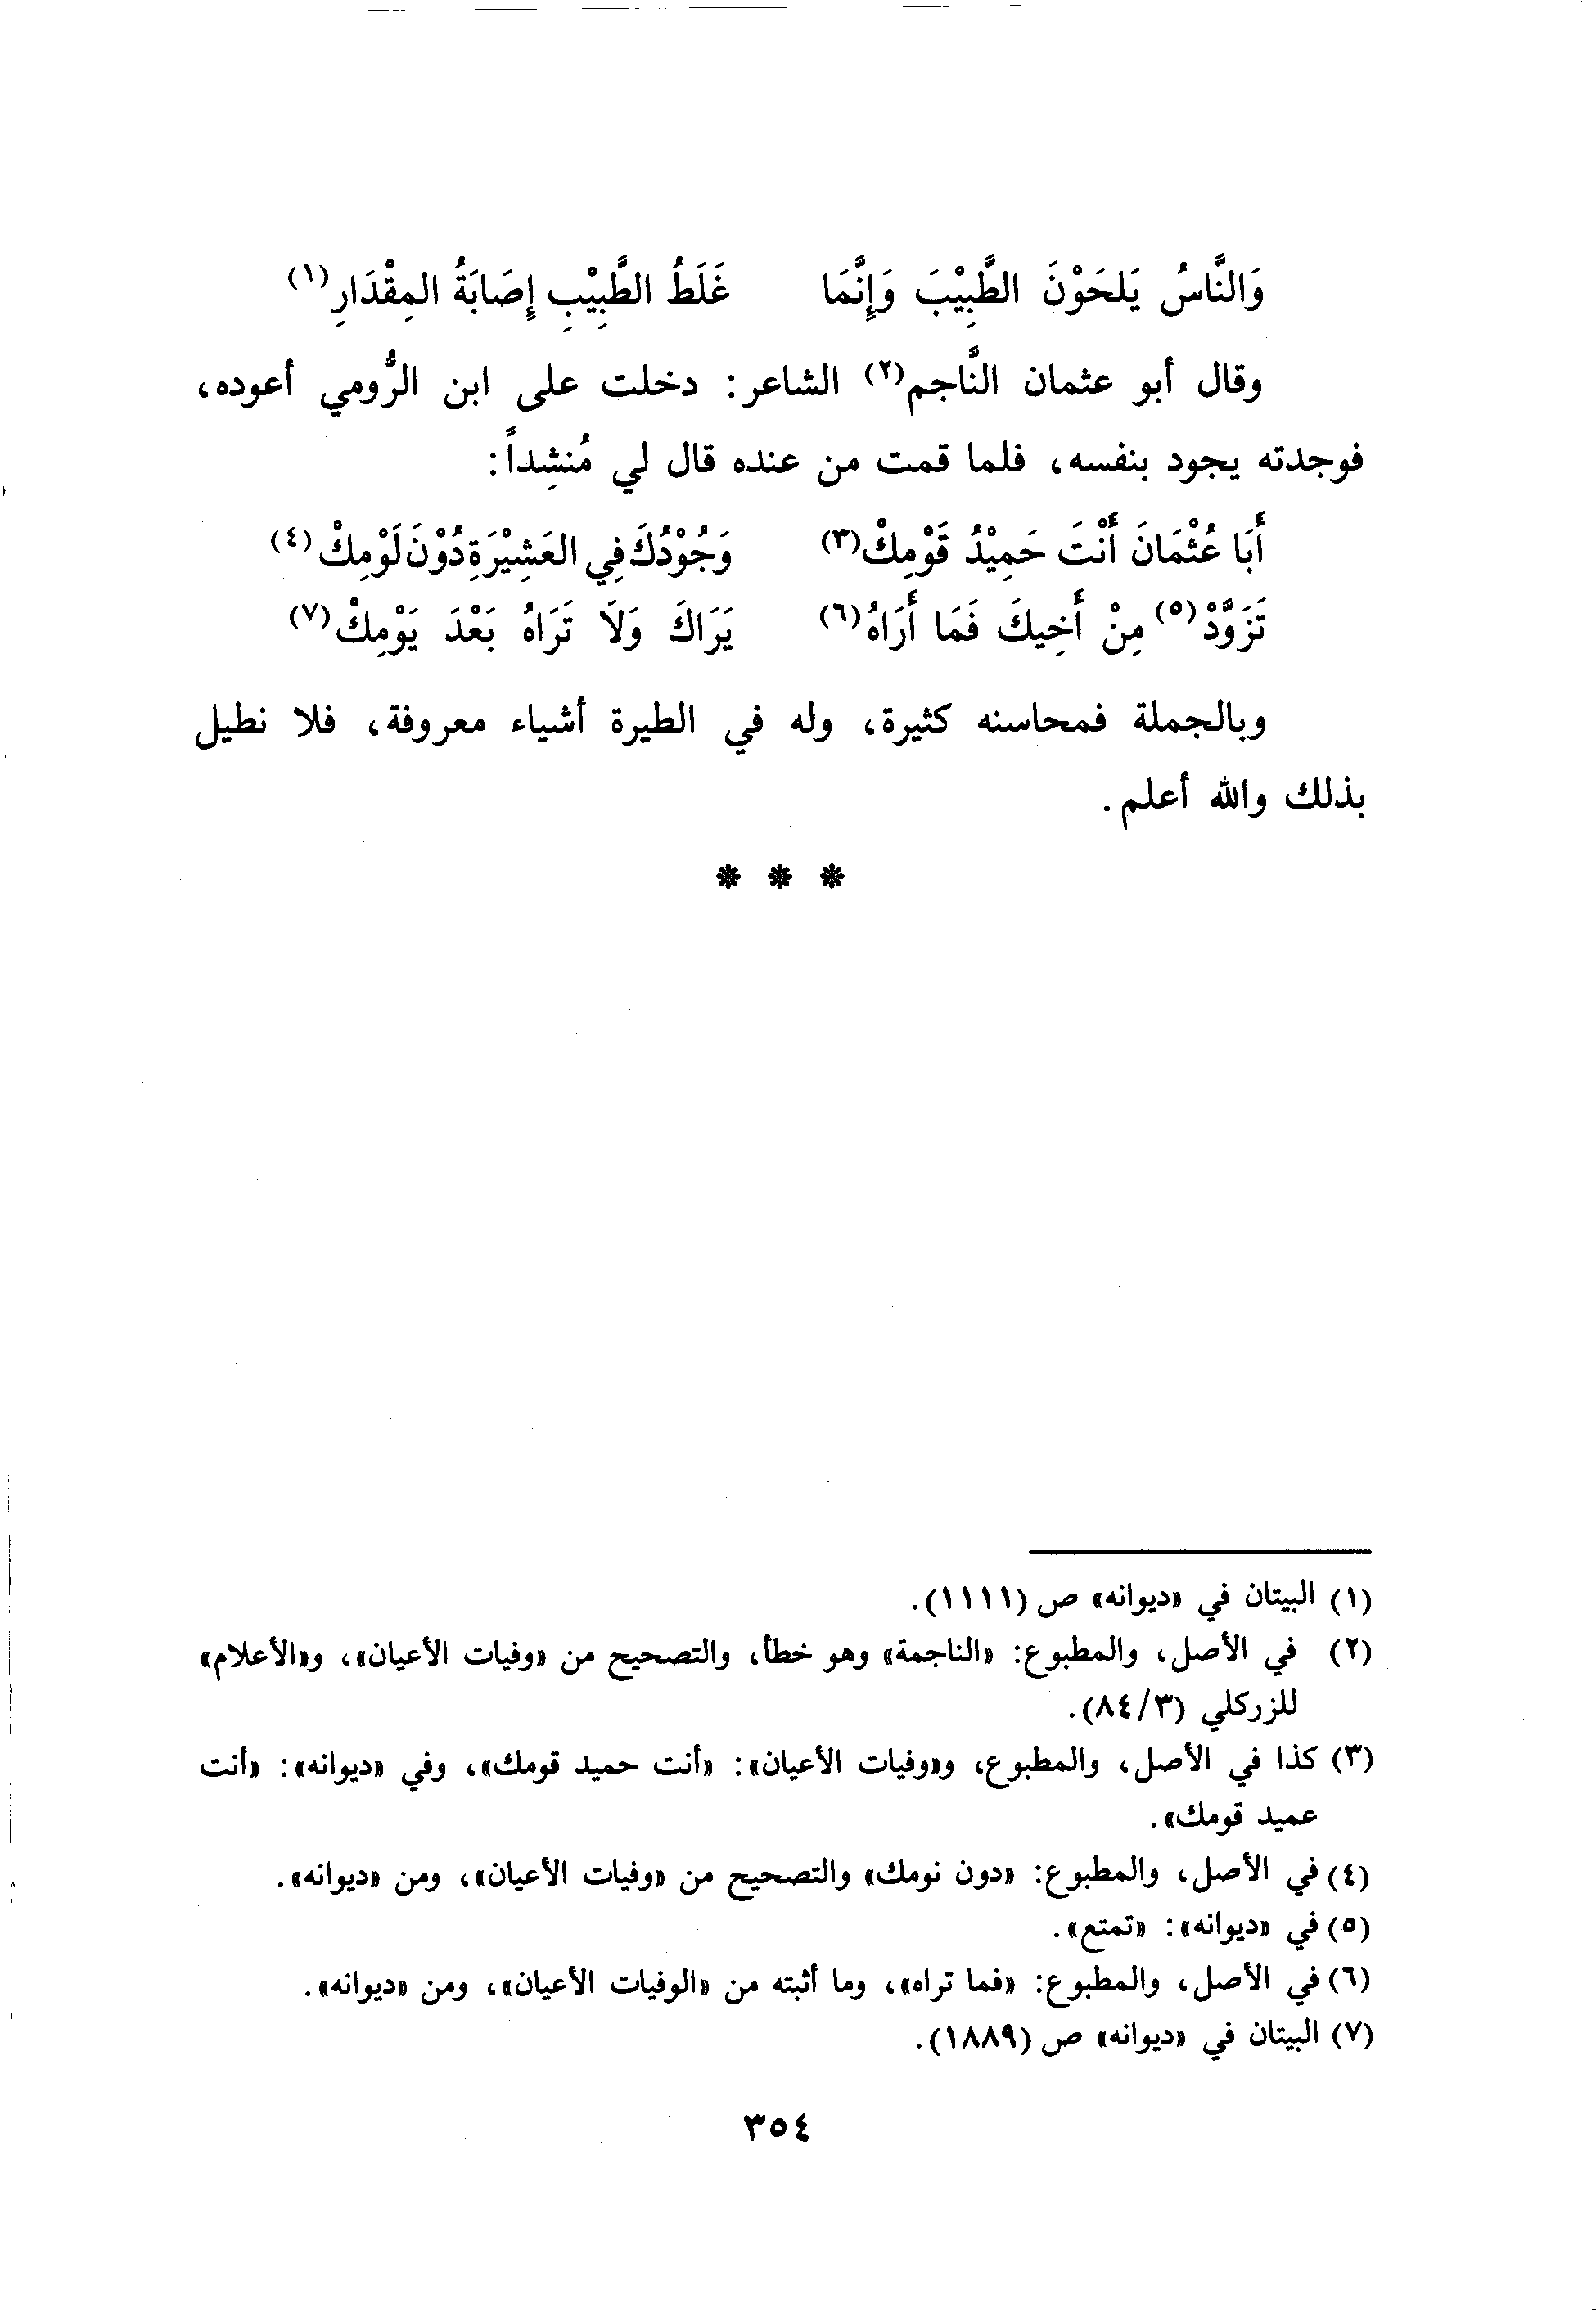 وَالنَّاسُ يَلحَوْنَ الطَّبِيْبَ وَإِنَّمَا غَلَطُ الطَّبِيْبِ إِصَابَةُ المِقْدَارِ(١)
وقال أبو عثمان النَّاجم(٢) الشاعر: دخلت على ابن الرُّومي أعوده،
فوجدته يجود بنفسه، فلما قمت من عنده قال لي مُنشِداً:
أَبَا عُثْمَانَ أَنْتَ حَمِيْدُ قَوْمِكْ(٣) وَجُوْدُكَ فِي العَشِيْرَةِ دُوْنَ لَوْمِكْ(٤)
تَزَوَّدْ(٥) مِنْ أَخِيكَ فَمَا أَرَاهُ(٦) يَرَاكَ وَلاَ تَرَاهُ بَعْدَ يَوْمِكْ(٧)
وبالجملة فمحاسنه كثيرة، وله في الطيرة أشياء معروفة، فلا نطيل
بذلك والله أعلم.
* * *
(١) البيتان في «ديوانه» ص (١١١١).
(٢) في الأصل، والمطبوع: «الناجمة» وهو خطأ، والتصحيح من «وفيات الأعيان»، و«الأعلام»
للزركلي (٨٤/٣).
(٣) كذا في الأصل، والمطبوع، و«وفيات الأعيان»: «أنت حميد قومك»، وفي «ديوانه»: «أنت
عميد قومك».
(٤) في الأصل، والمطبوع: «دون نومك» والتصحيح من «وفيات الأعيان»، ومن «ديوانه».
(٥) في «ديوانه»: «تمتع».
(٦) في الأصل، والمطبوع: «فما تراه»، وما أثبته من «الوفيات الأعيان»، ومن «ديوانه».
(٧) البيتان في «ديوانه» ص (١٨٨٩).
٣٥٤